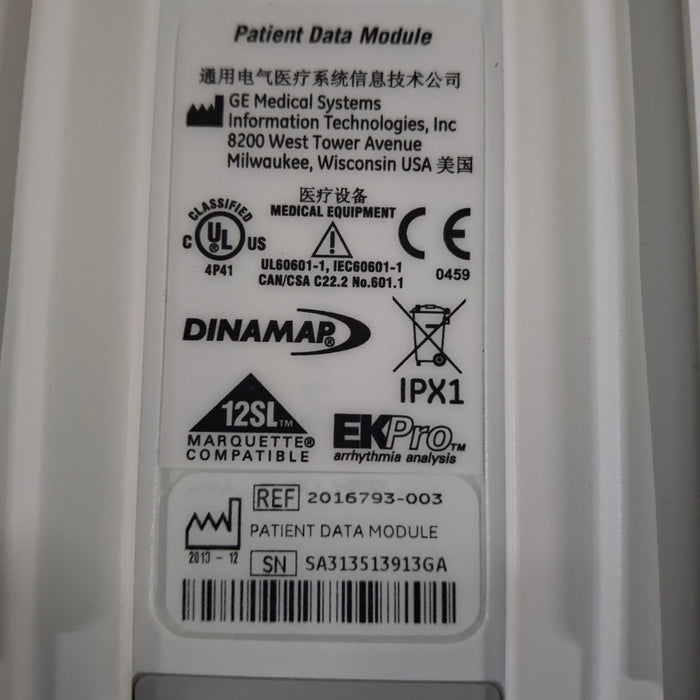 Patient Data Module
通用电气医疗系统信息技术公司
GE Medical Systems
Information Technologies, Inc
8200 West Tower Avenue
Milwaukee, Wisconsin USA 美国
医疗设备
MEDICAL EQUIPMENT
CLASSIFIED
C UL® US
4P41
UL60601-1, IEC60601-1
CAN/CSA C22.2 No.601.1
CE
0459
DINAMAP®
IPX1
12SL™
MARQUETTE®
COMPATIBLE
EKPro™
arrhythmia analysis
REF 2016793-003
PATIENT DATA MODULE
2013 - 12
SN SA313513913GA